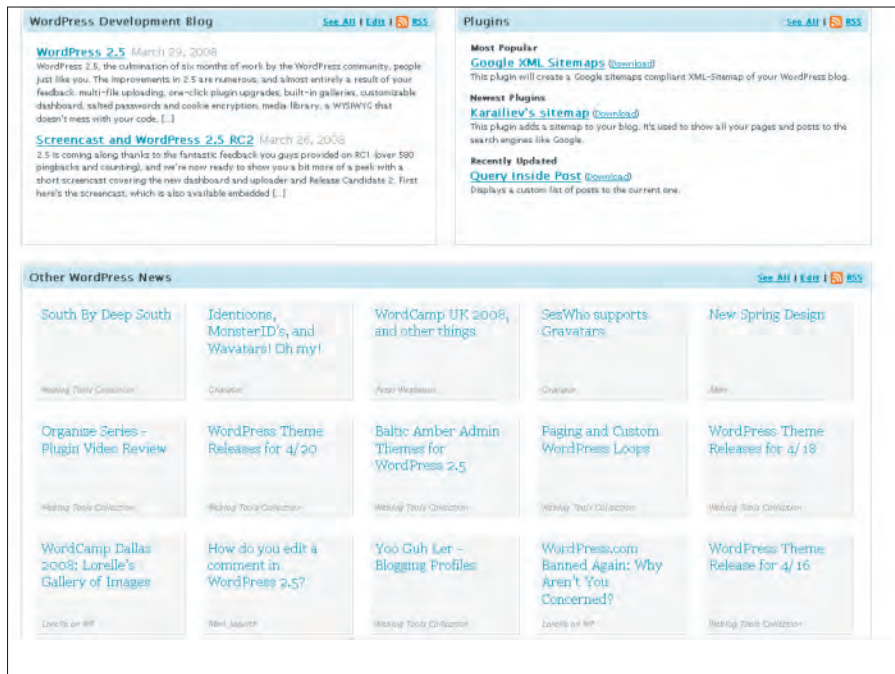 WordPress Development Blog
See All | Edit | RSS
WordPress 2.5 March 29, 2008
WordPress 2.5, the culmination of six months of work by the WordPress community, people
just like you. The improvements in 2.5 are numerous, and almost entirely a result of your
feedback: multi-file uploading, one-click plugin upgrades, built-in galleries, customizable
dashboard, salted passwords and cookie encryption, media library, a WYSIWYG that
doesn't mess with your code, [...]
Screencast and WordPress 2.5 RC2 March 26, 2008
2.5 is coming along thanks to the fantastic feedback you guys provided on RC1 (over 580
pingbacks and counting), and we're now ready to show you a bit more of a peek with a
short screencast covering the new dashboard and uploader and Release Candidate 2. First
here's the screencast, which is also available embedded [...]
Plugins
See All | RSS
Most Popular
Google XML Sitemaps (Download)
This plugin will create a Google sitemaps compliant XML-Sitemap of your WordPress blog.
Newest Plugins
Karailiev's sitemap (Download)
This plugin adds a sitemap to your blog. It's used to show all your pages and posts to the
search engines like Google.
Recently Updated
Query Inside Post (Download)
Displays a custom list of posts to the current one.
Other WordPress News
See All | Edit | RSS
South By Deep South
Weblog Tools Collection
Identicons,
MonsterID's, and
Wavatars! Oh my!
Gravatar
WordCamp UK 2008,
and other things
Peter Westwood
SezWho supports
Gravatars
Gravatar
New Spring Design
Alex
Organize Series -
Plugin Video Review
Weblog Tools Collection
WordPress Theme
Releases for 4/20
Weblog Tools Collection
Baltic Amber Admin
Themes for
WordPress 2.5
Weblog Tools Collection
Paging and Custom
WordPress Loops
Weblog Tools Collection
WordPress Theme
Releases for 4/18
Weblog Tools Collection
WordCamp Dallas
2008: Lorelle's
Gallery of Images
Lorelle on WP
How do you edit a
comment in
WordPress 2.5?
Mark Jaquith
Yoo Guh Ler -
Blogging Profiles
Weblog Tools Collection
WordPress.com
Banned Again: Why
Aren't You
Concerned?
Lorelle on WP
WordPress Theme
Release for 4/16
Weblog Tools Collection